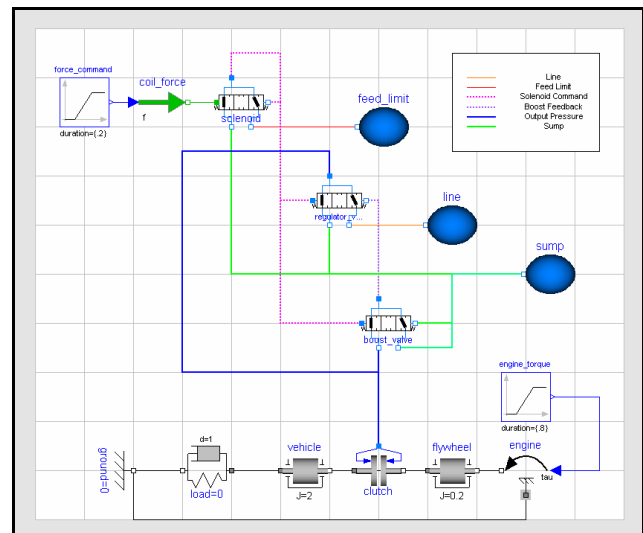 force_command
coil_force
f
duration={.2}
solenoid
feed_limit
Line
Feed Limit
Solenoid Command
Boost Feedback
Output Pressure
Sump
line
regulator_v...
sump
boost_valve
engine_torque
duration={.8}
ground=0
d=1
load=0
vehicle
J=2
clutch
flywheel
J=0.2
engine
tau